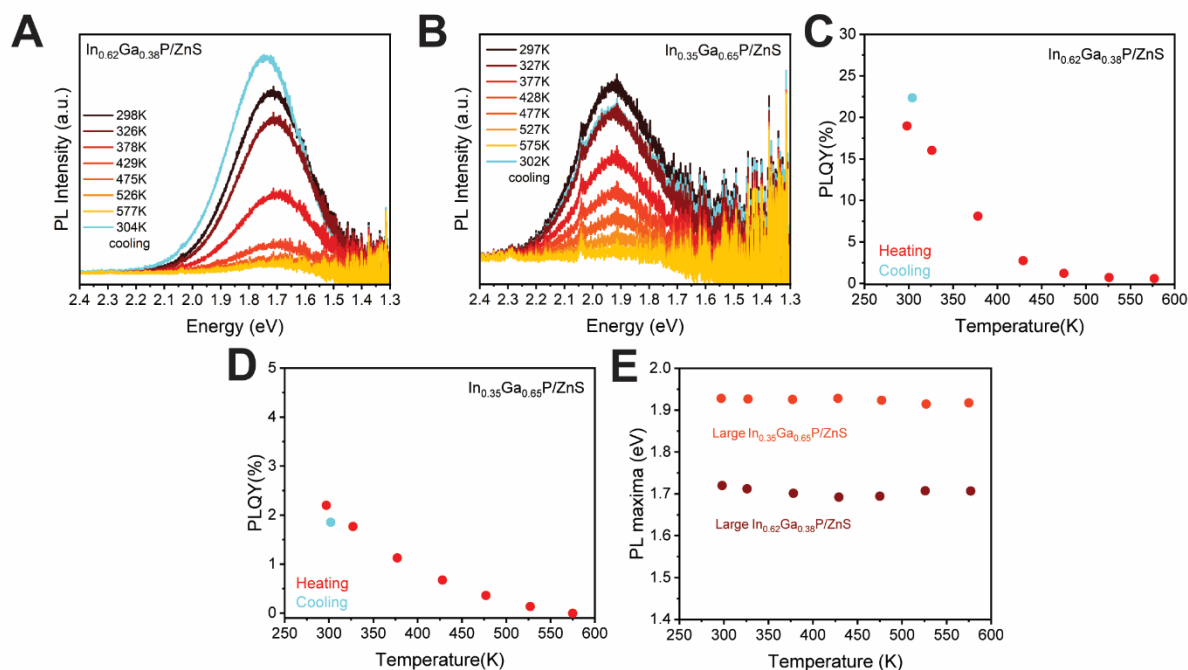 A
In₀.₆₂Ga₀.₃₈P/ZnS
298K
326K
378K
429K
475K
526K
577K
304K
cooling
PL Intensity (a.u.)
2.4 2.3 2.2 2.1 2.0 1.9 1.8 1.7 1.6 1.5 1.4 1.3
Energy (eV)
B
In₀.₃₅Ga₀.₆₅P/ZnS
297K
327K
377K
428K
477K
527K
575K
302K
cooling
PL Intensity (a.u.)
2.4 2.3 2.2 2.1 2.0 1.9 1.8 1.7 1.6 1.5 1.4 1.3
Energy (eV)
C
In₀.₆₂Ga₀.₃₈P/ZnS
30
25
20
15
10
5
0
PLQY(%)
Heating
Cooling
250 300 350 400 450 500 550 600
Temperature(K)
D
In₀.₃₅Ga₀.₆₅P/ZnS
5
4
3
2
1
0
PLQY(%)
Heating
Cooling
250 300 350 400 450 500 550 600
Temperature(K)
E
2.0
1.9
1.8
1.7
1.6
1.5
1.4
PL maxima (eV)
Large In₀.₃₅Ga₀.₆₅P/ZnS
Large In₀.₆₂Ga₀.₃₈P/ZnS
250 300 350 400 450 500 550 600
Temperature (K)